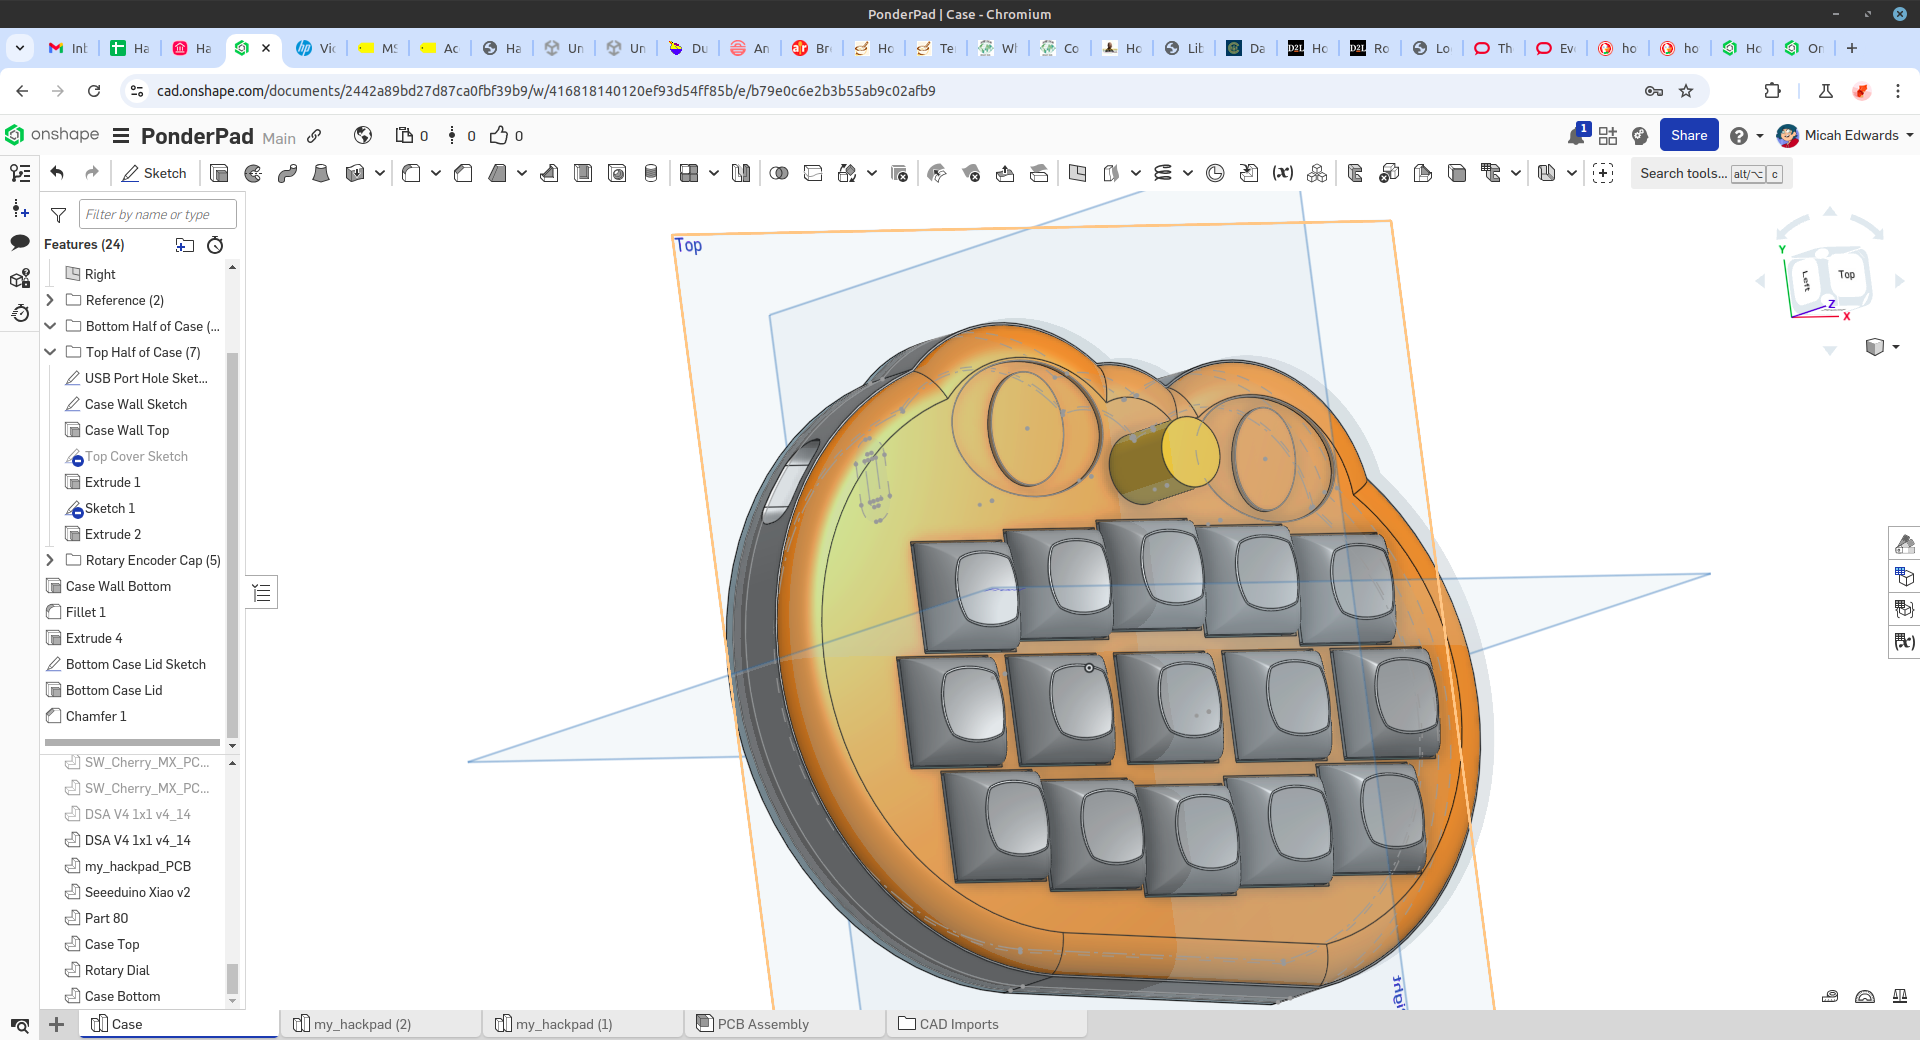 PonderPad | Case - Chromium
Int
Ha
Ha
Vic
MS
Ac
Ha
Un
Un
Du
An
Br
Ho
Te
Wh
Co
Ho
Lib
Da
D2L Ho
D2L Ro
Lo
Th
Ev
ho
ho
Ho
On
cad.onshape.com/documents/2442a89bd27d87ca0fbf39b9/w/416818140120ef93d54ff85b/e/b79e0c6e2b3b55ab9c02afb9
onshape
PonderPad Main
0
0
0
1
Share
Micah Edwards
Sketch
Search tools... alt/⌥ c
Filter by name or type
Features (24)
Right
Reference (2)
Bottom Half of Case (...
Top Half of Case (7)
USB Port Hole Sket...
Case Wall Sketch
Case Wall Top
Top Cover Sketch
Extrude 1
Sketch 1
Extrude 2
Rotary Encoder Cap (5)
Case Wall Bottom
Fillet 1
Extrude 4
Bottom Case Lid Sketch
Bottom Case Lid
Chamfer 1
SW_Cherry_MX_PC...
SW_Cherry_MX_PC...
DSA V4 1x1 v4_14
DSA V4 1x1 v4_14
my_hackpad_PCB
Seeeduino Xiao v2
Part 80
Case Top
Rotary Dial
Case Bottom
Top
Right
Y
Left
Top
Z
X
Case
my_hackpad (2)
my_hackpad (1)
PCB Assembly
CAD Imports